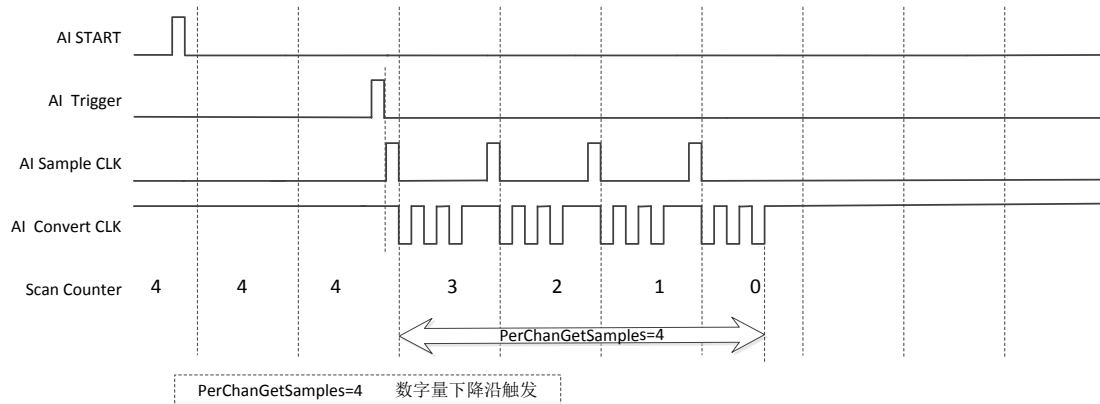 AI START
AI Trigger
AI Sample CLK
AI Convert CLK
Scan Counter 4 4 4 3 2 1 0
PerChanGetSamples=4
PerChanGetSamples=4 数字量下降沿触发